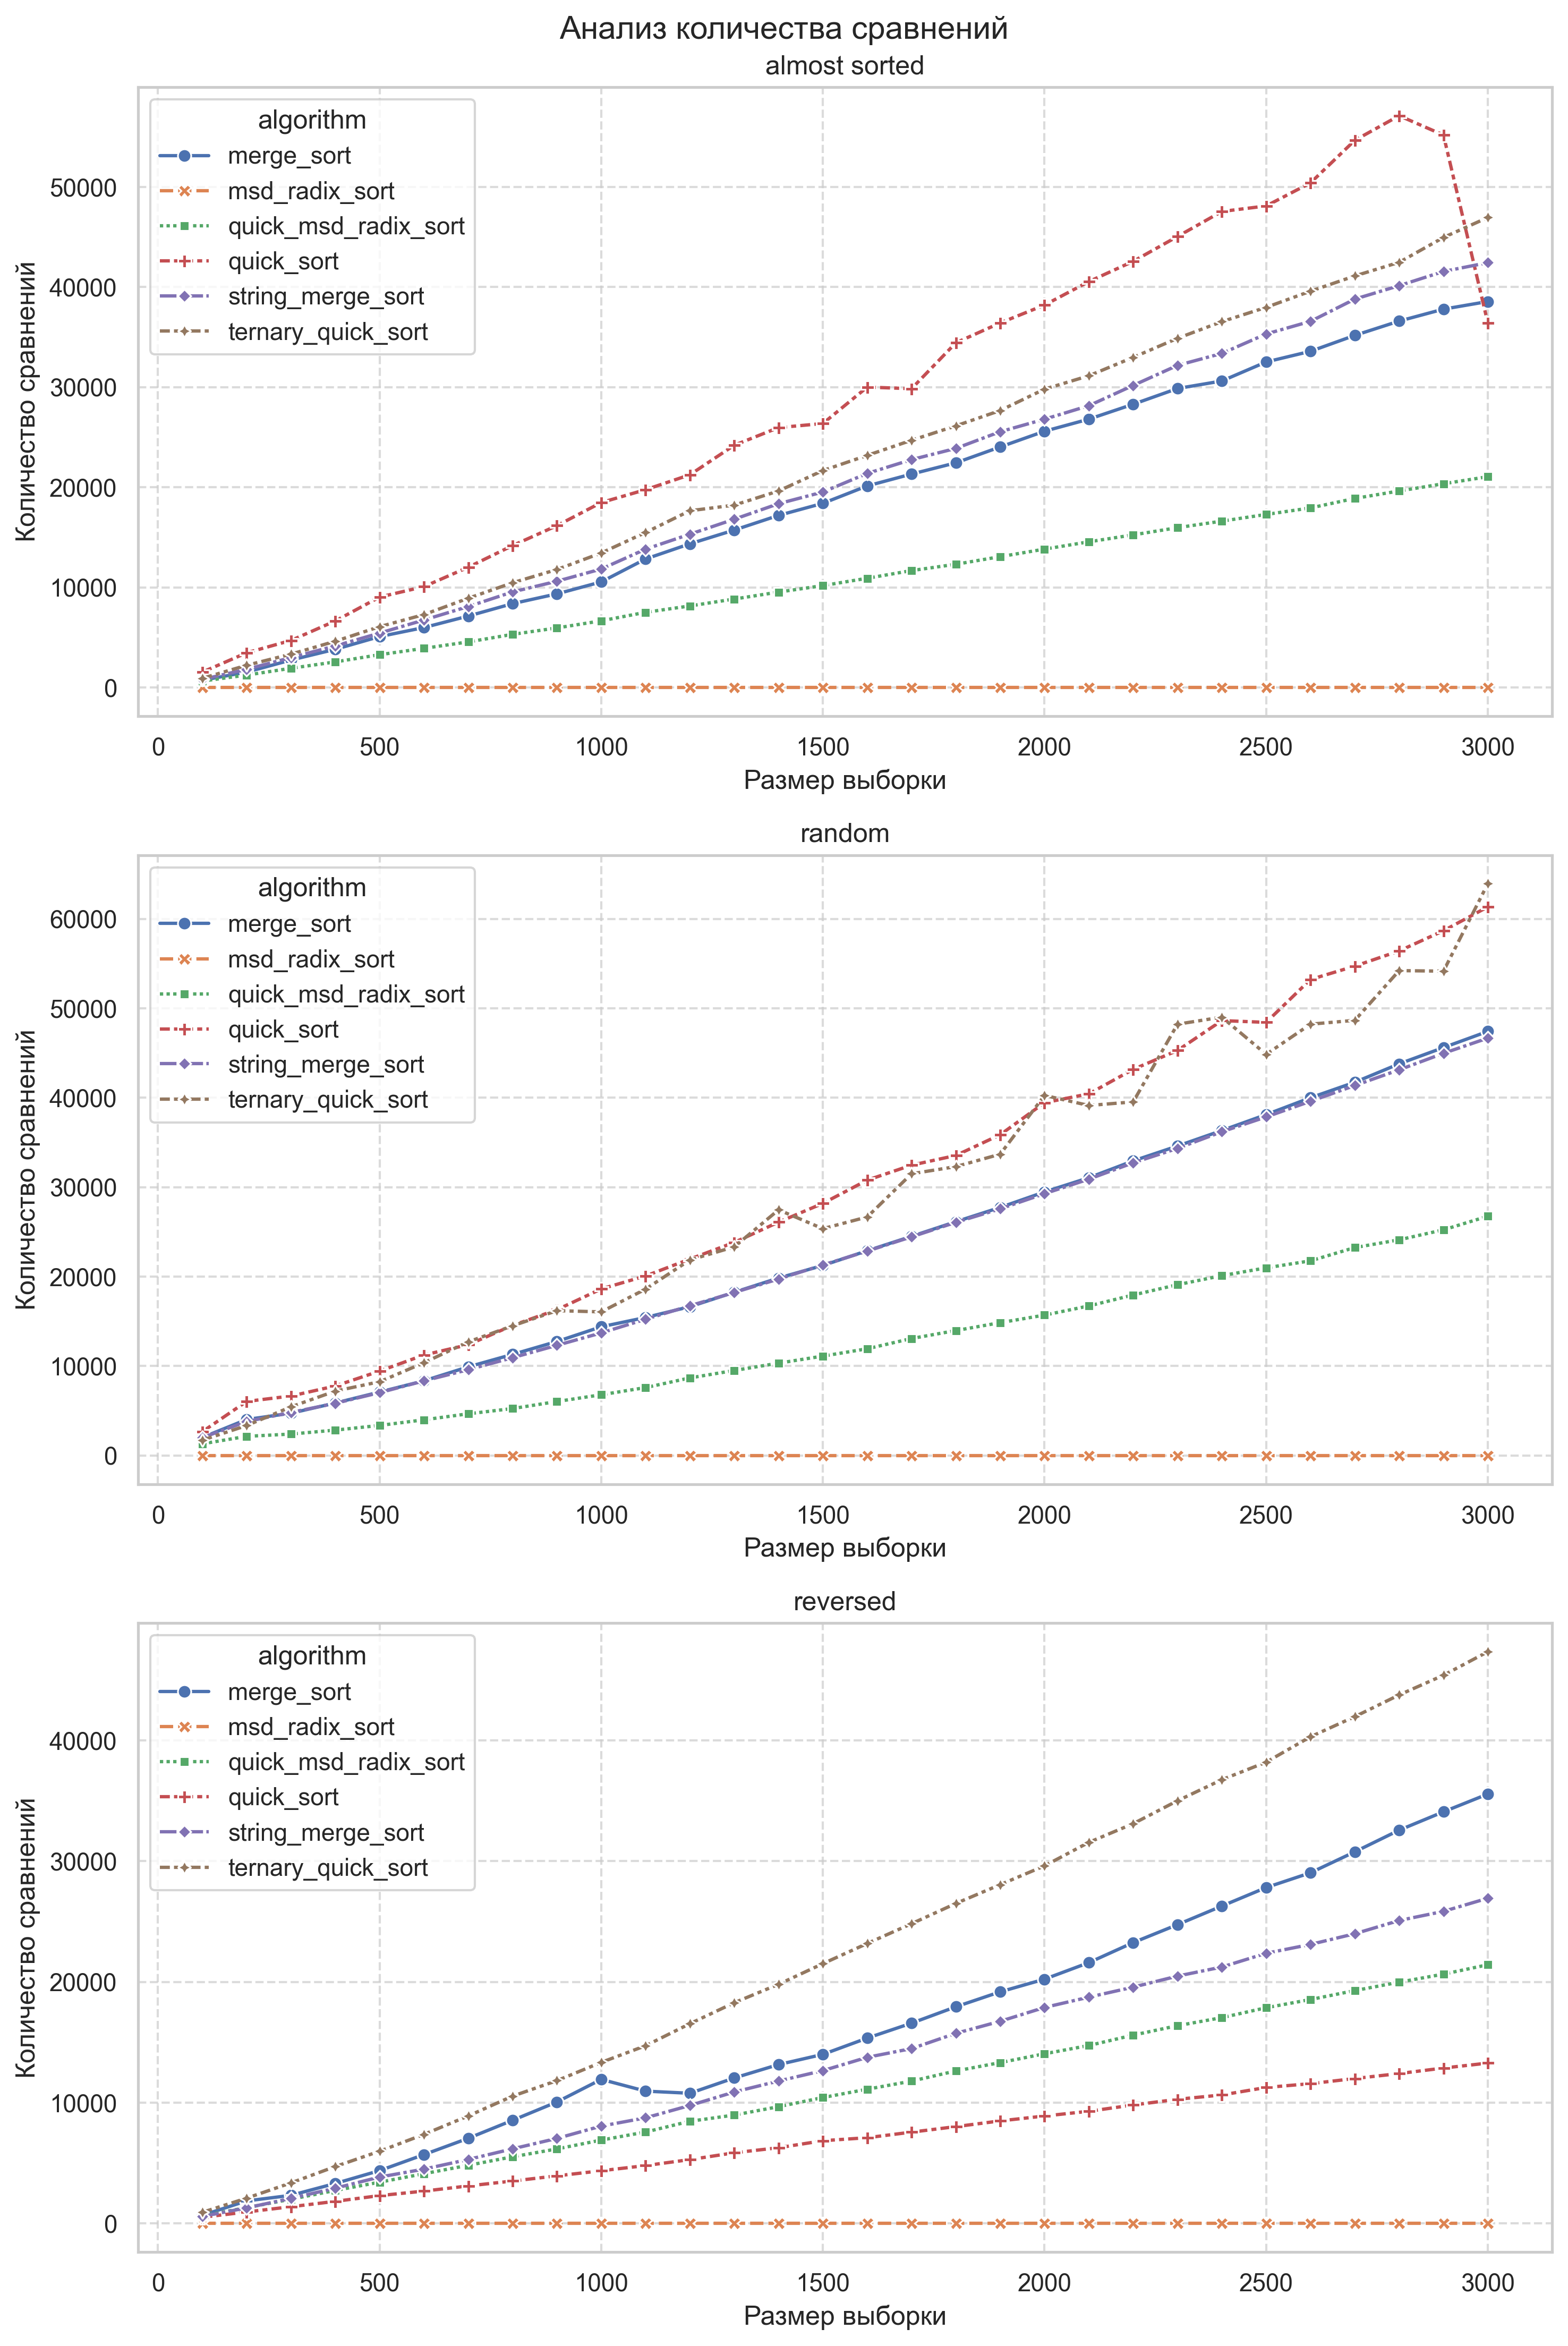 Анализ количества сравнений
almost sorted
algorithm
merge_sort
msd_radix_sort
quick_msd_radix_sort
quick_sort
string_merge_sort
ternary_quick_sort
Количество сравнений
50000
40000
30000
20000
10000
0
0 500 1000 1500 2000 2500 3000
Размер выборки
random
algorithm
merge_sort
msd_radix_sort
quick_msd_radix_sort
quick_sort
string_merge_sort
ternary_quick_sort
Количество сравнений
60000
50000
40000
30000
20000
10000
0
0 500 1000 1500 2000 2500 3000
Размер выборки
reversed
algorithm
merge_sort
msd_radix_sort
quick_msd_radix_sort
quick_sort
string_merge_sort
ternary_quick_sort
Количество сравнений
40000
30000
20000
10000
0
0 500 1000 1500 2000 2500 3000
Размер выборки